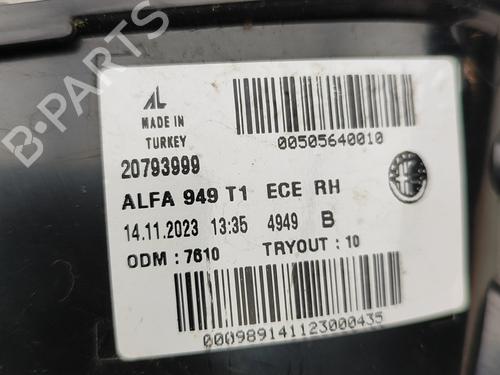 AL
MADE IN
TURKEY
00505640010
20793999
ALFA 949 T1 ECE RH
14.11.2023 13:35 4949 B
ODM : 7610 TRYOUT : 10
000989141123000435
B-PARTS